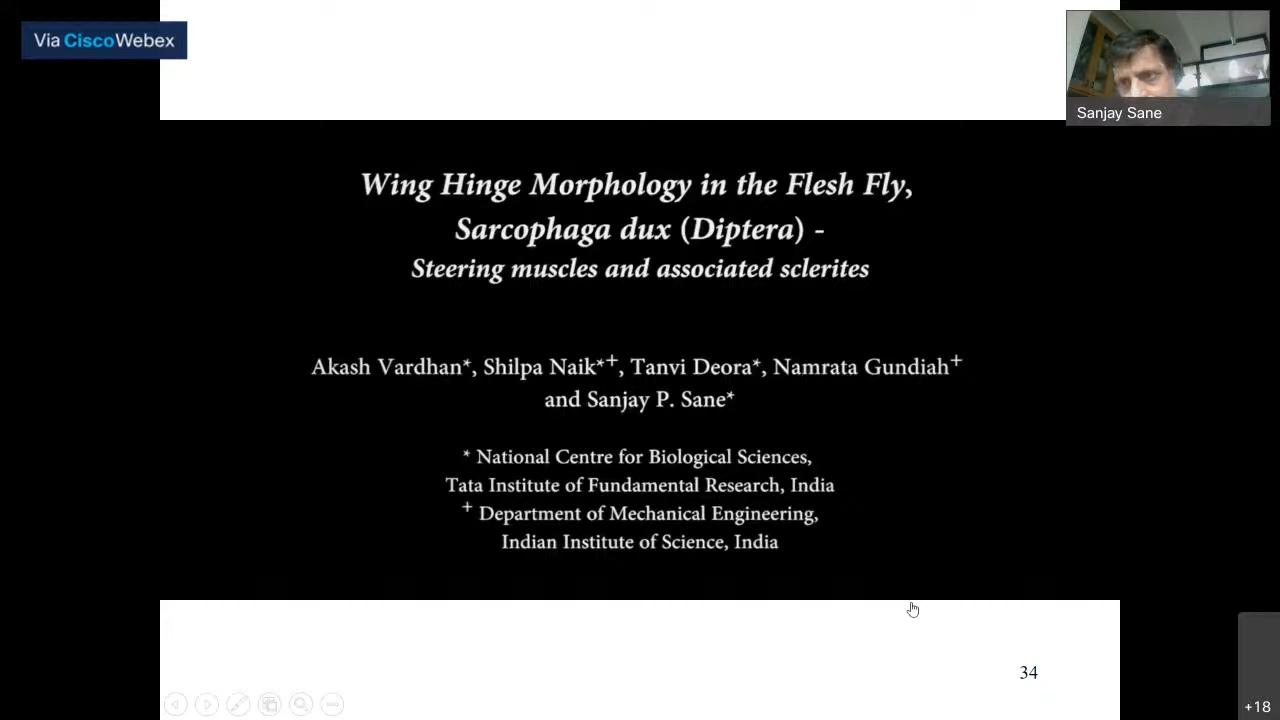 Via CiscoWebex
Sanjay Sane
Wing Hinge Morphology in the Flesh Fly,
Sarcophaga dux (Diptera) -
Steering muscles and associated sclerites
Akash Vardhan*, Shilpa Naik*+, Tanvi Deora*, Namrata Gundiah+
and Sanjay P. Sane*
* National Centre for Biological Sciences,
Tata Institute of Fundamental Research, India
+ Department of Mechanical Engineering,
Indian Institute of Science, India
34
+18